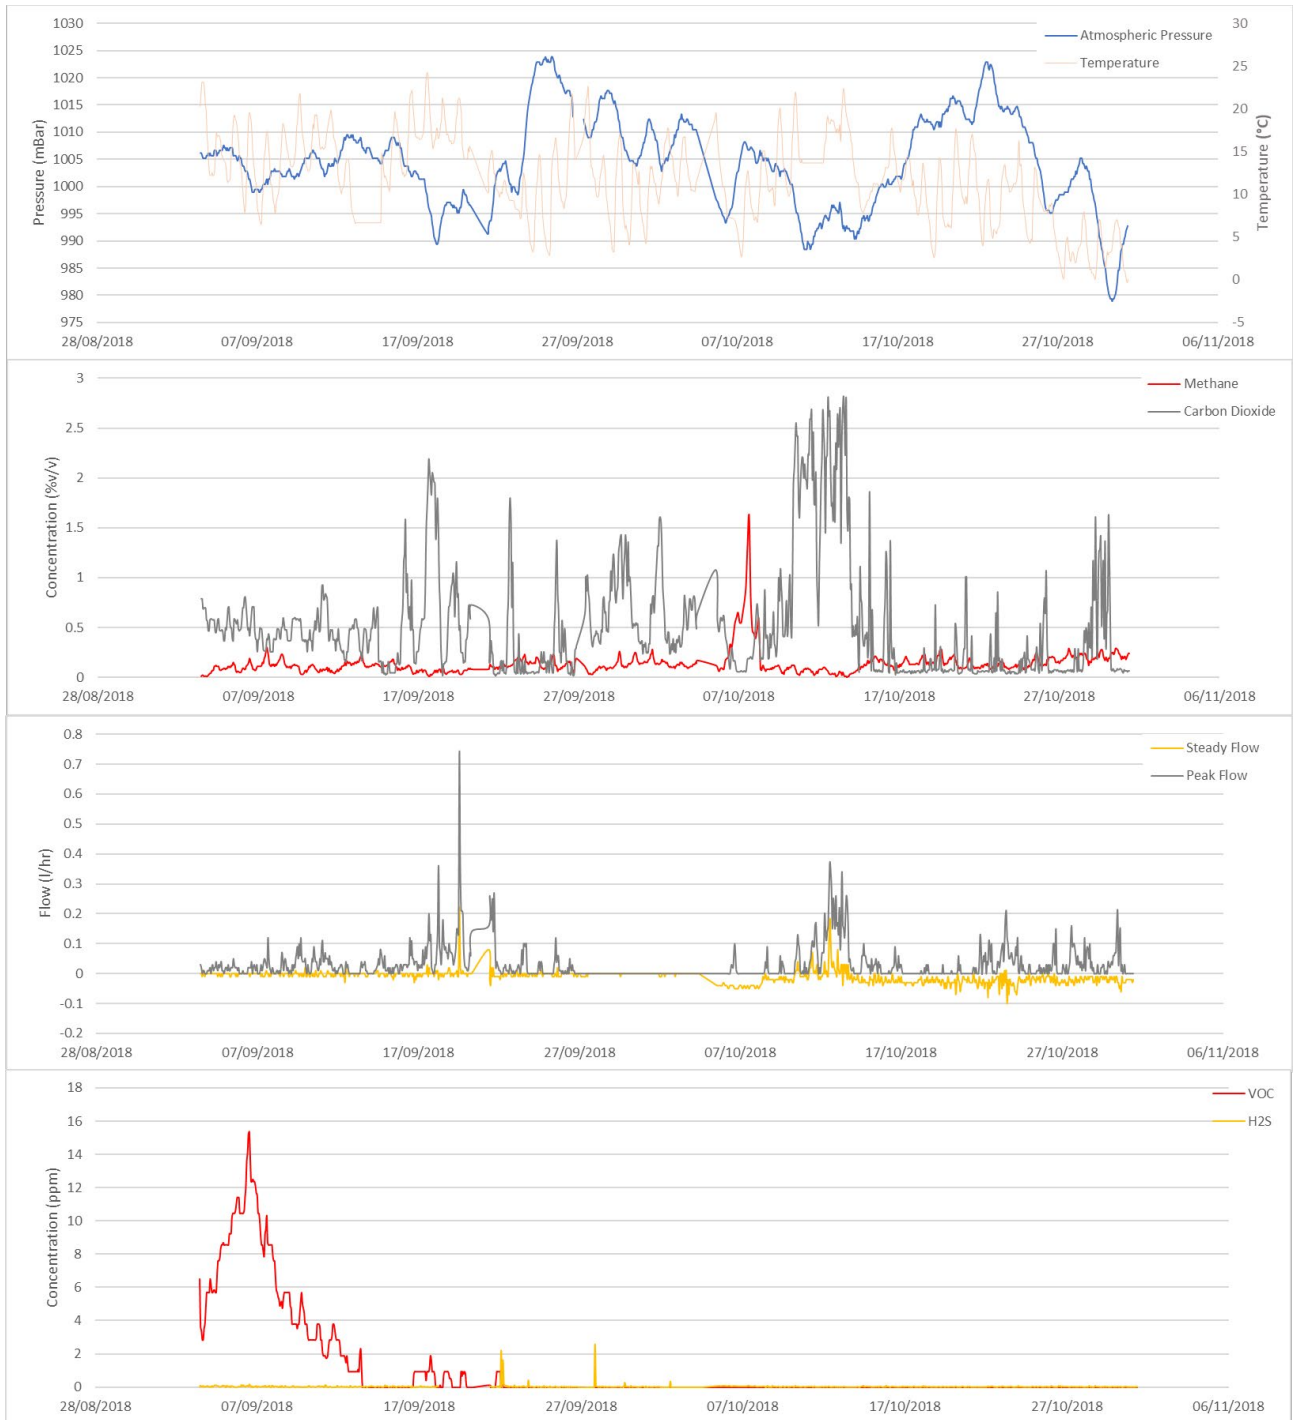 1030
1025
1020
1015
1010
1005
1000
995
990
985
980
975
Pressure (mBar)
Atmospheric Pressure
Temperature
30
25
20
15
10
5
0
-5
Temperature (°C)
28/08/2018 07/09/2018 17/09/2018 27/09/2018 07/10/2018 17/10/2018 27/10/2018 06/11/2018
3
2.5
2
1.5
1
0.5
0
Concentration (%v/v)
Methane
Carbon Dioxide
28/08/2018 07/09/2018 17/09/2018 27/09/2018 07/10/2018 17/10/2018 27/10/2018 06/11/2018
0.8
0.7
0.6
0.5
0.4
0.3
0.2
0.1
0
-0.1
-0.2
Flow (l/hr)
Steady Flow
Peak Flow
28/08/2018 07/09/2018 17/09/2018 27/09/2018 07/10/2018 17/10/2018 27/10/2018 06/11/2018
18
16
14
12
10
8
6
4
2
0
Concentration (ppm)
VOC
H2S
28/08/2018 07/09/2018 17/09/2018 27/09/2018 07/10/2018 17/10/2018 27/10/2018 06/11/2018